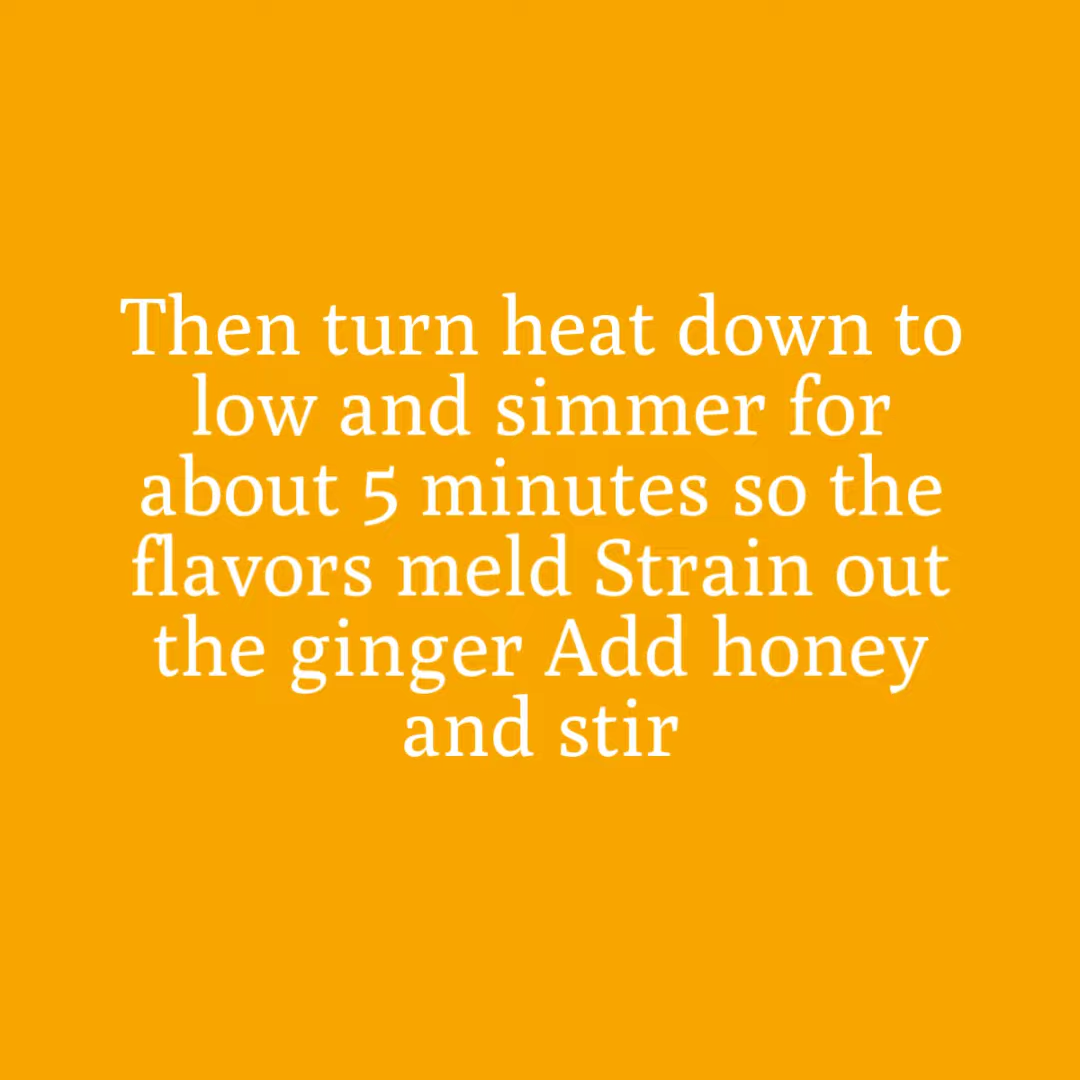 Then turn heat down to
low and simmer for
about 5 minutes so the
flavors meld Strain out
the ginger Add honey
and stir